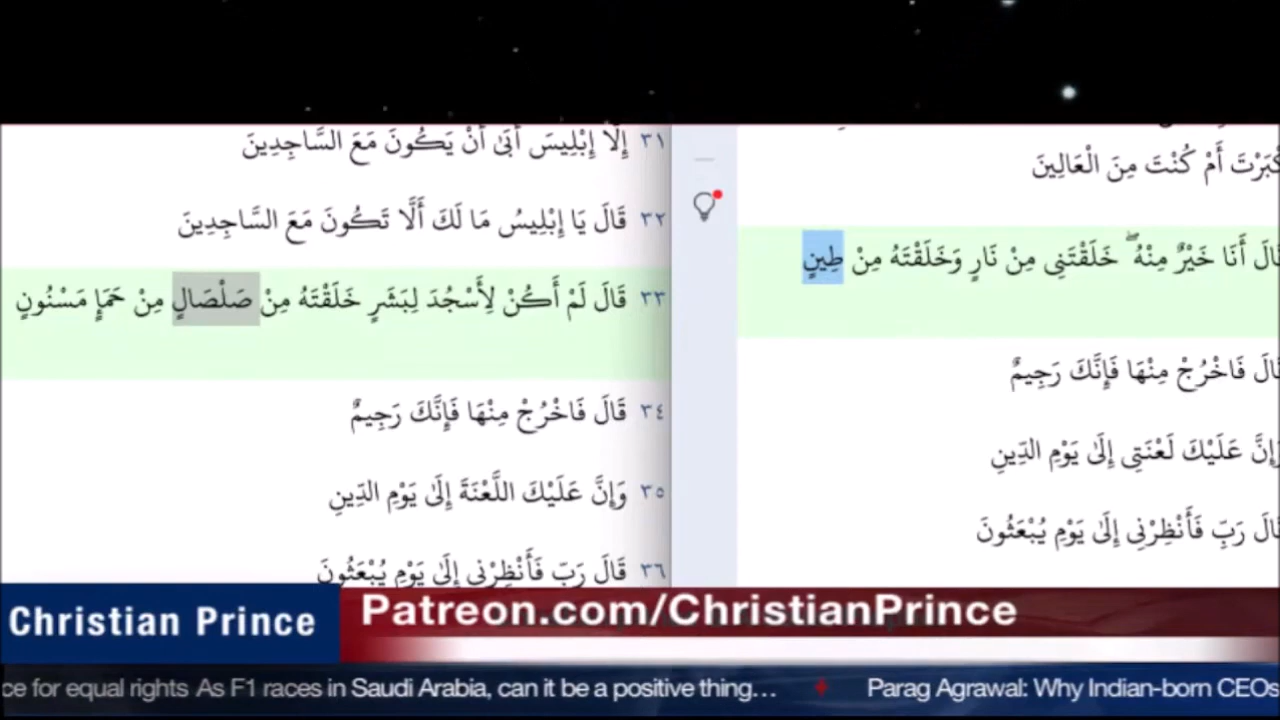 ٣١ إِلَّا إِبْلِيسَ أَبَىٰ أَنْ يَكُونَ مَعَ السَّاجِدِينَ
٣٢ قَالَ يَا إِبْلِيسُ مَا لَكَ أَلَّا تَكُونَ مَعَ السَّاجِدِينَ
٣٣ قَالَ لَمْ أَكُنْ لِأَسْجُدَ لِبَشَرٍ خَلَقْتَهُ مِنْ صَلْصَالٍ مِنْ حَمَإٍ مَسْنُونٍ
٣٤ قَالَ فَاخْرُجْ مِنْهَا فَإِنَّكَ رَجِيمٌ
٣٥ وَإِنَّ عَلَيْكَ اللَّعْنَةَ إِلَىٰ يَوْمِ الدِّينِ
٣٦ قَالَ رَبِّ فَأَنْظِرْنِي إِلَىٰ يَوْمِ يُبْعَثُونَ
كْبَرْتَ أَمْ كُنْتَ مِنَ الْعَالِينَ
قَالَ أَنَا خَيْرٌ مِنْهُ ۖ خَلَقْتَنِي مِنْ نَارٍ وَخَلَقْتَهُ مِنْ طِينٍ
قَالَ فَاخْرُجْ مِنْهَا فَإِنَّكَ رَجِيمٌ
وَإِنَّ عَلَيْكَ لَعْنَتِي إِلَىٰ يَوْمِ الدِّينِ
قَالَ رَبِّ فَأَنْظِرْنِي إِلَىٰ يَوْمِ يُبْعَثُونَ
Christian Prince
Patreon.com/ChristianPrince
ce for equal rights As F1 races in Saudi Arabia, can it be a positive thing... Parag Agrawal: Why Indian-born CEOs